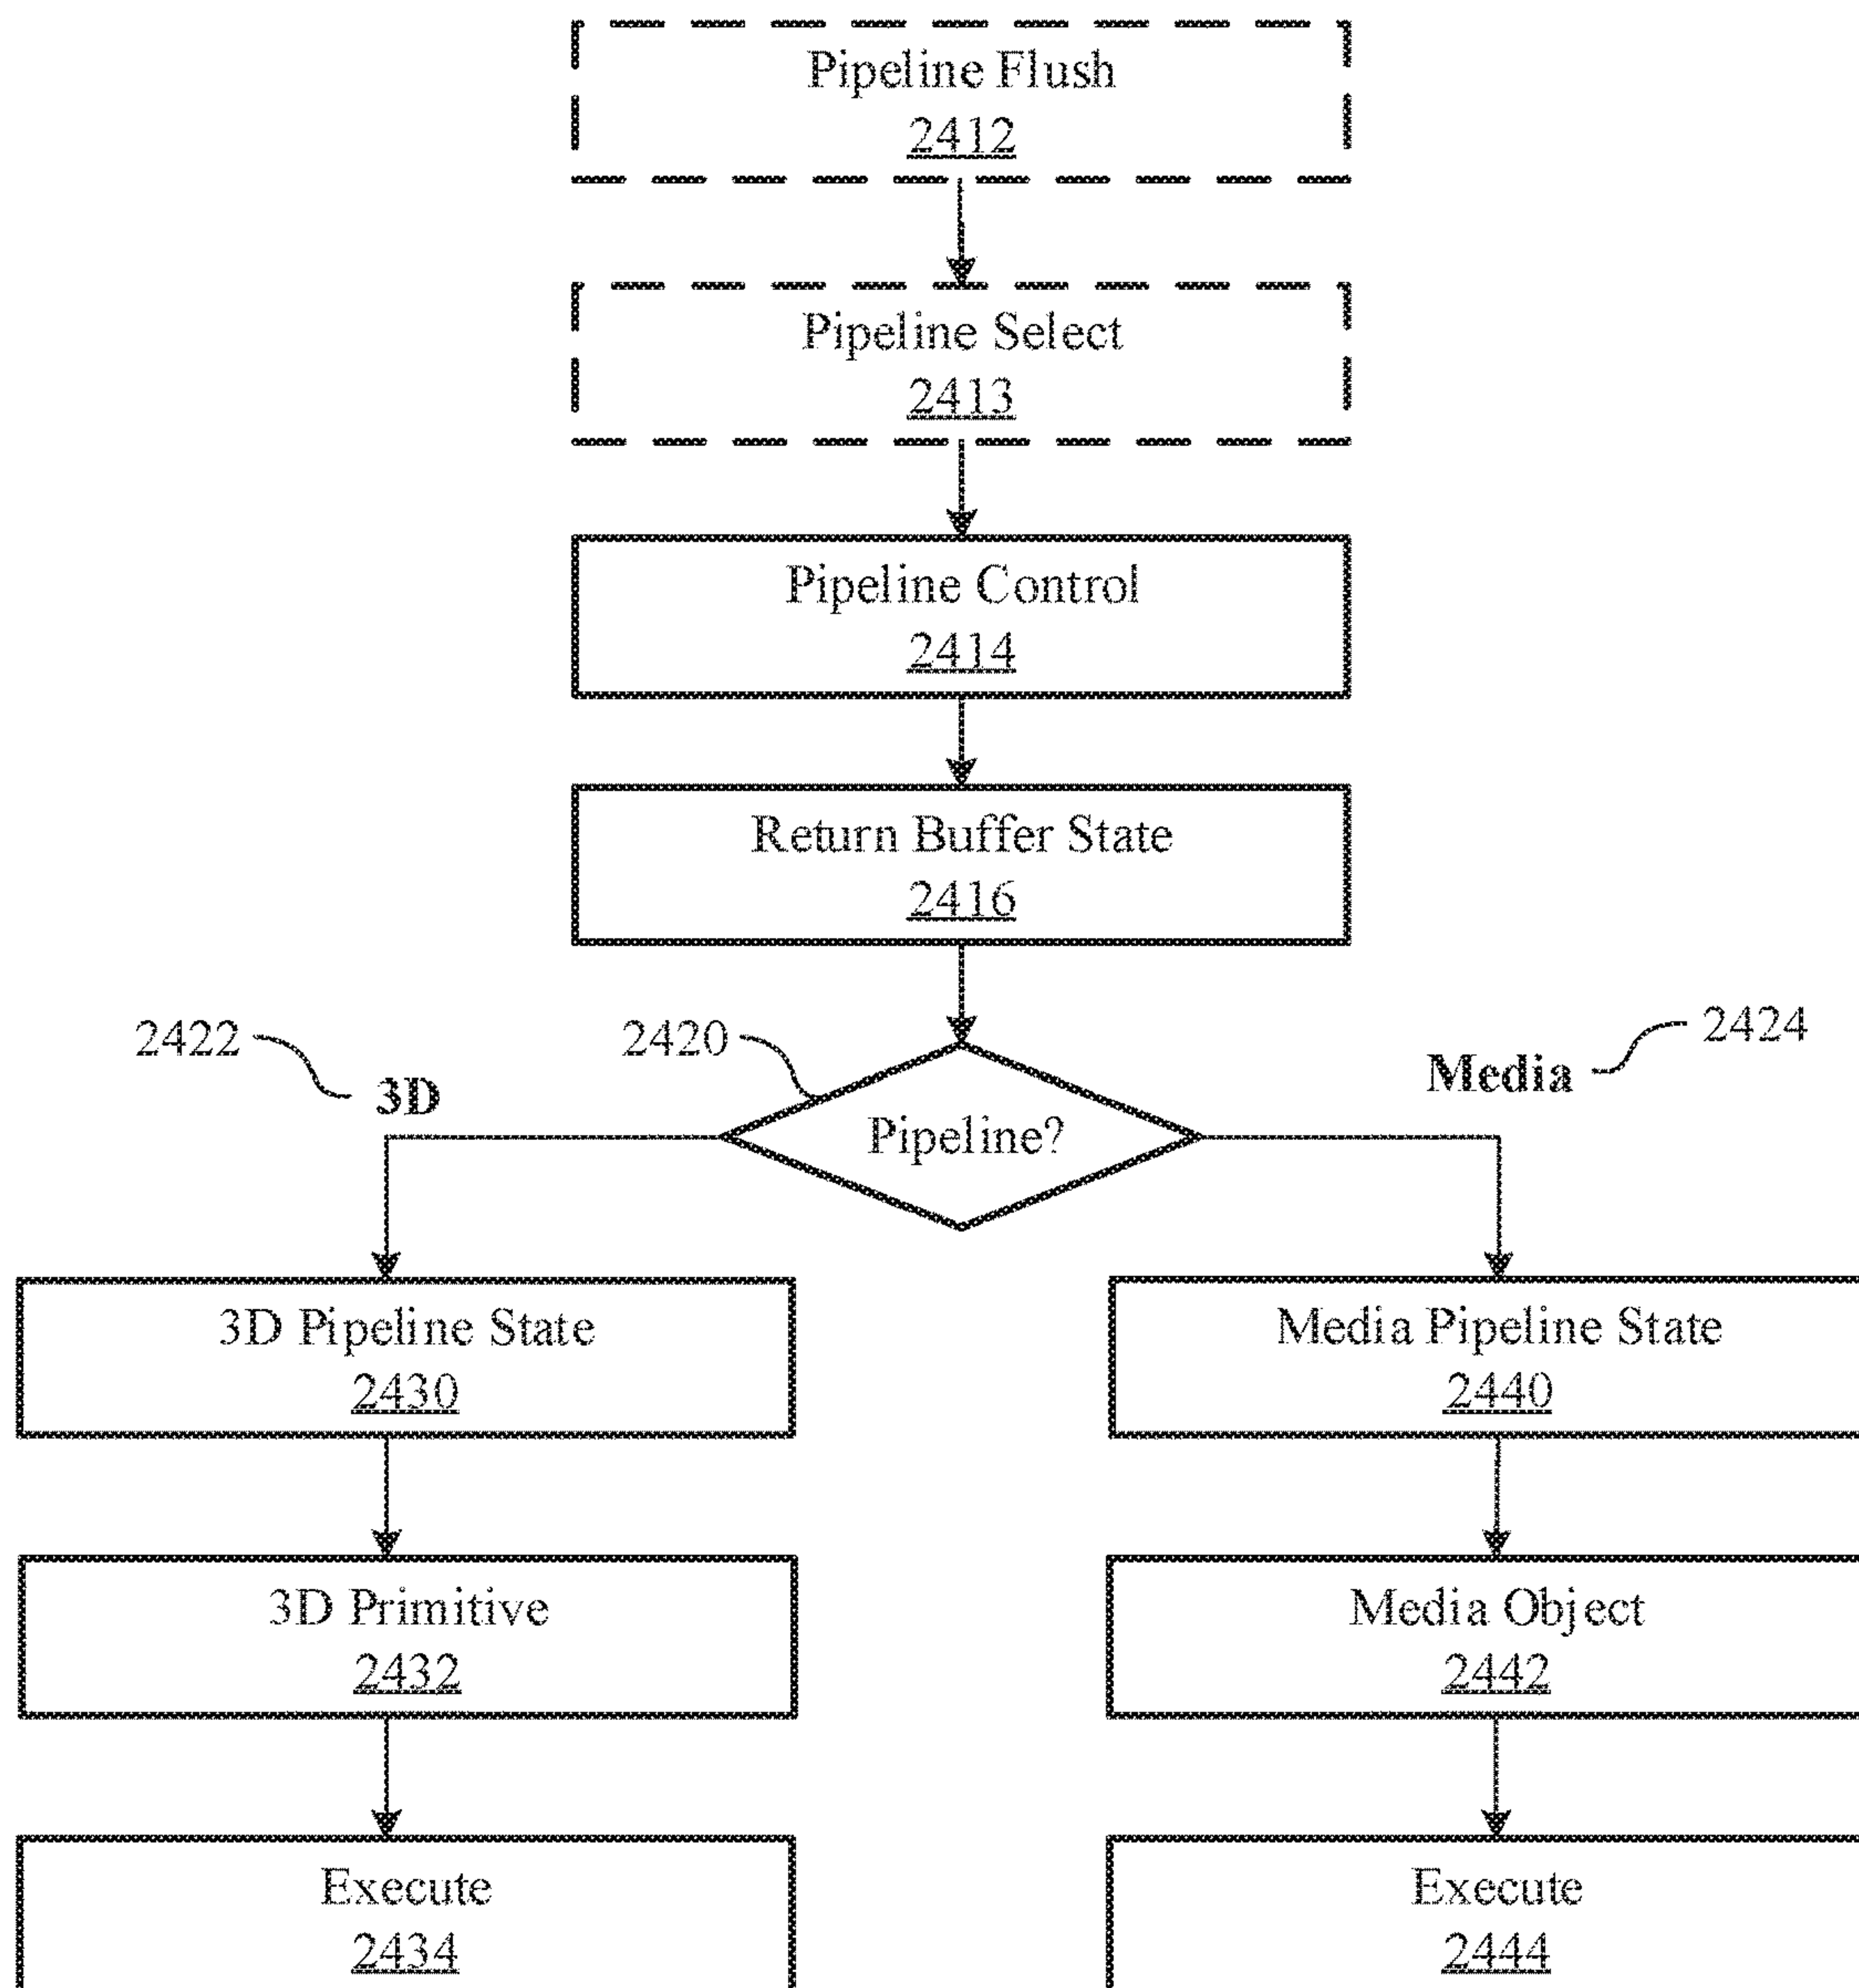 Pipeline Flush
2412
Pipeline Select
2413
Pipeline Control
2414
Return Buffer State
2416
2422
2420
2424
3D
Media
Pipeline?
3D Pipeline State
2430
Media Pipeline State
2440
3D Primitive
2432
Media Object
2442
Execute
2434
Execute
2444